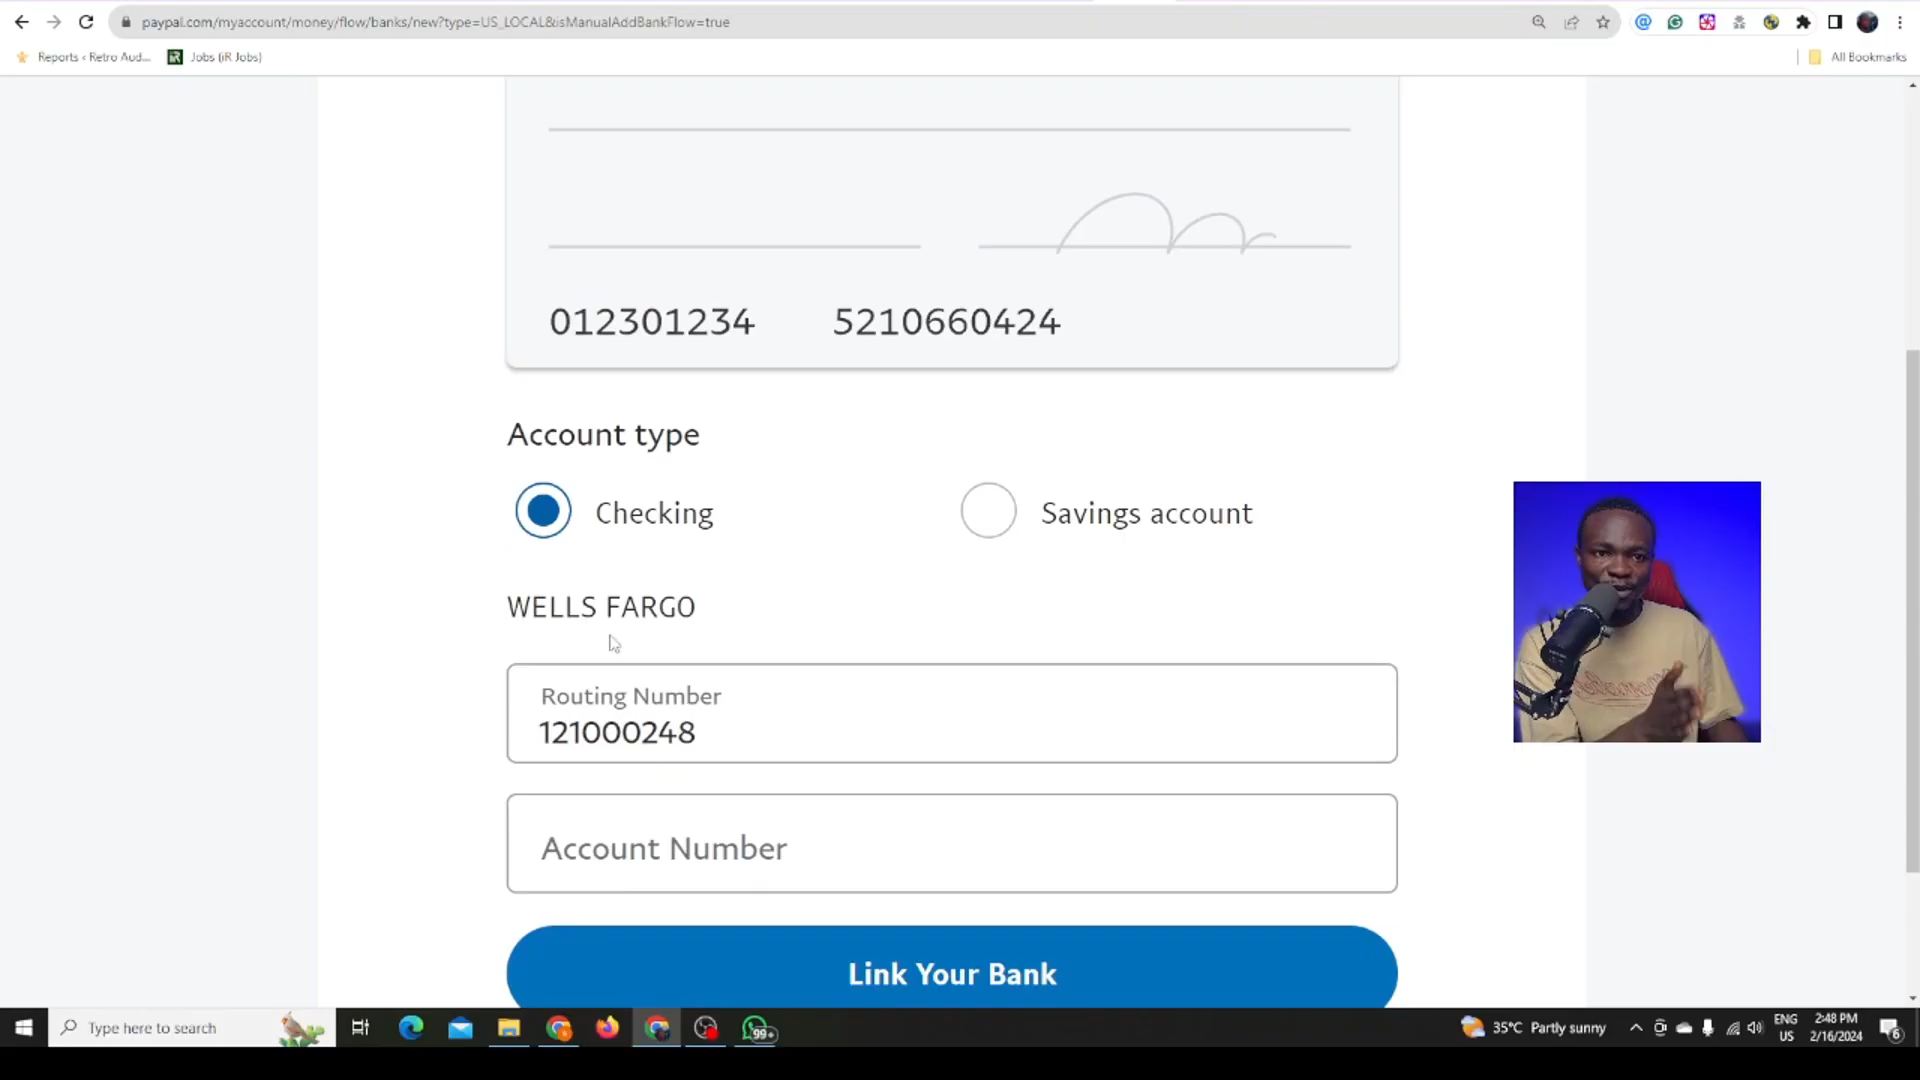 paypal.com/myaccount/money/flow/banks/new?type=US_LOCAL&isManualAddBankFlow=true
Reports ‹ Retro Aud...
Jobs (iR Jobs)
All Bookmarks
012301234 5210660424
Account type
Checking
Savings account
WELLS FARGO
Routing Number
121000248
Account Number
Link Your Bank
Type here to search
99+
35°C Partly sunny
ENG
US
2:48 PM
2/16/2024
6